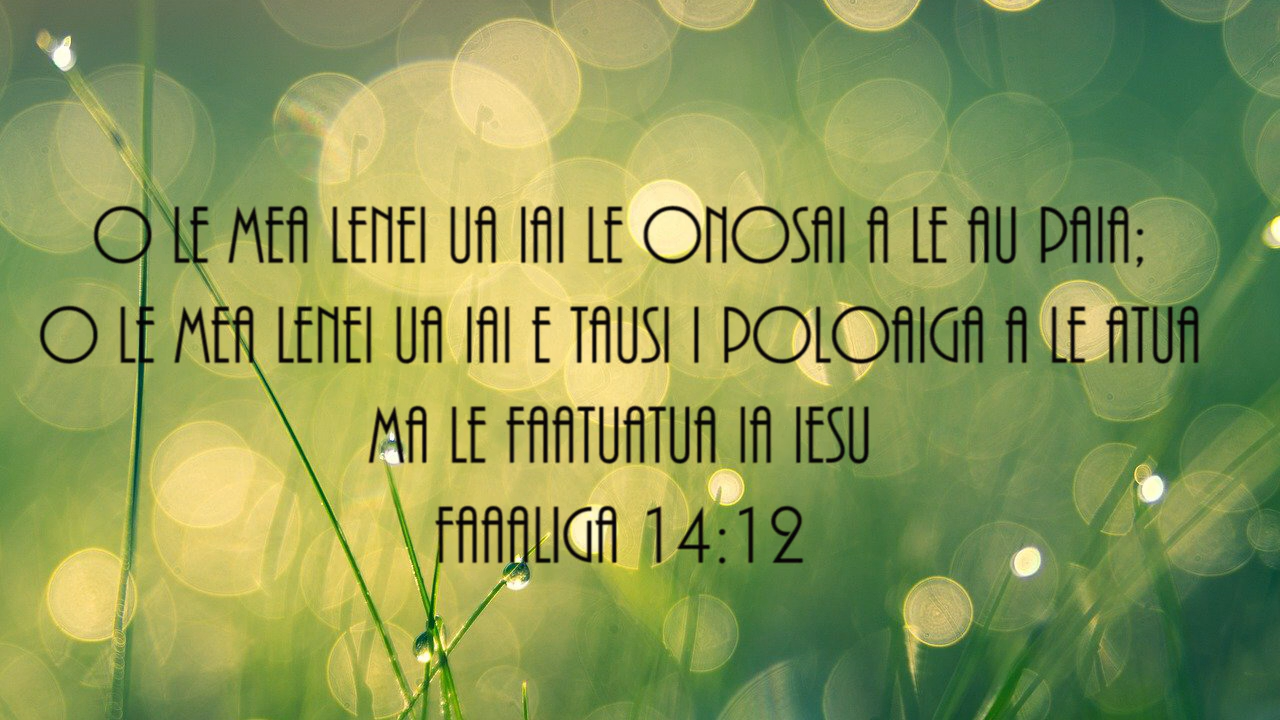 O LE MEA LENEI UA IAI LE ONOSAI A LE AU PAIA;
O LE MEA LENEI UA IAI E TAUSI I POLOAIGA A LE ATUA
MA LE FAATUATUA IA IESU
FAAALIGA 14:12